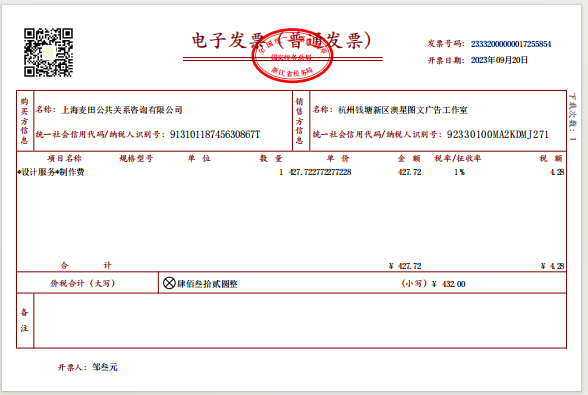 电子发票（普通发票）
国家税务总局
浙江省税务局
发票号码：23332000000017255854
开票日期：2023年09月20日
购买方信息
名称：上海麦田公共关系咨询有限公司
统一社会信用代码/纳税人识别号：91310118745630867T
销售方信息
名称：杭州钱塘新区澳星图文广告工作室
统一社会信用代码/纳税人识别号：92330100MA2KDMJ271
下载次数：1
项目名称 规格型号 单位 数量 单价 金额 税率/征收率 税额
*设计服务*制作费 1 427.722772277228 427.72 1% 4.28
合计 ¥427.72 ¥4.28
价税合计（大写） 肆佰叁拾贰圆整 （小写）¥432.00
备注
开票人：邹叁元